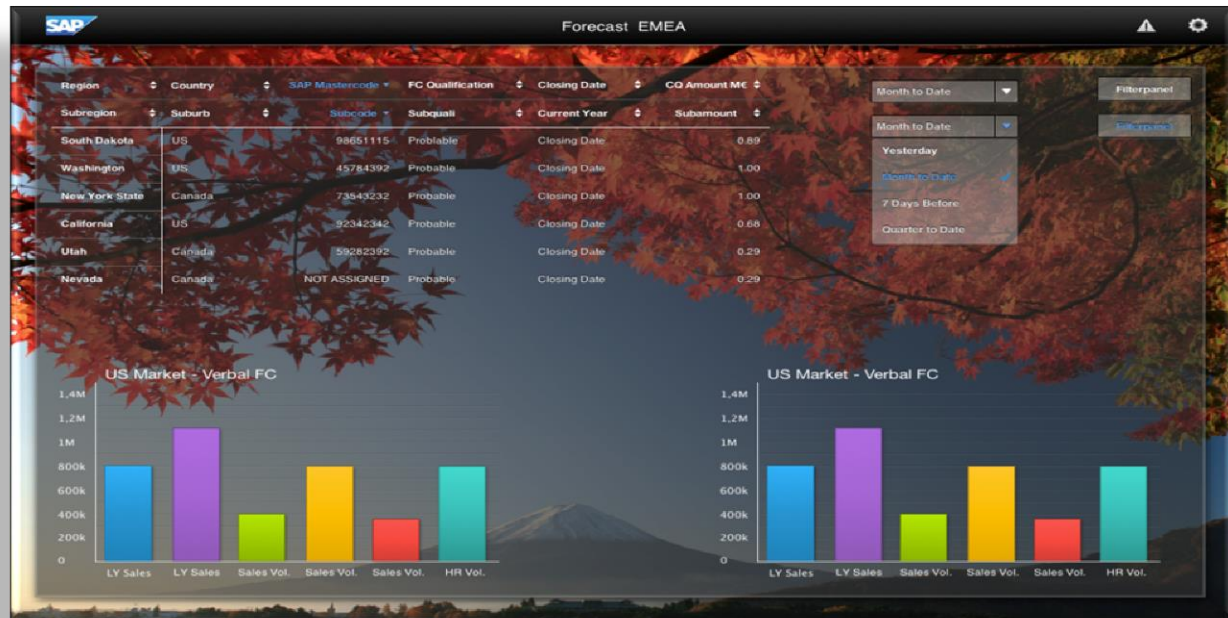 SAP
Forecast EMEA
Region Country SAP Mastercode FC Qualification Closing Date CQ Amount M€
Subregion Suburb Subcode Subquali Current Year Subamount
South Dakota US 98651115 Problable Closing Date 0.89
Washington US 45784392 Probable Closing Date 1.00
New York State Canada 73543232 Probable Closing Date 1.00
California US 92342342 Probable Closing Date 0.68
Utah Canada 59282392 Probable Closing Date 0.29
Nevada Canada NOT ASSIGNED Probable Closing Date 0.29
Month to Date
Filterpanel
Month to Date
Filterpanel
Yesterday
Month to Date
7 Days Before
Quarter to Date
US Market - Verbal FC
1,4M
1,2M
1M
800k
600k
400k
200k
0
LY Sales LY Sales Sales Vol. Sales Vol. Sales Vol. HR Vol.
US Market - Verbal FC
1,4M
1,2M
1M
800k
600k
400k
200k
0
LY Sales LY Sales Sales Vol. Sales Vol. Sales Vol. HR Vol.